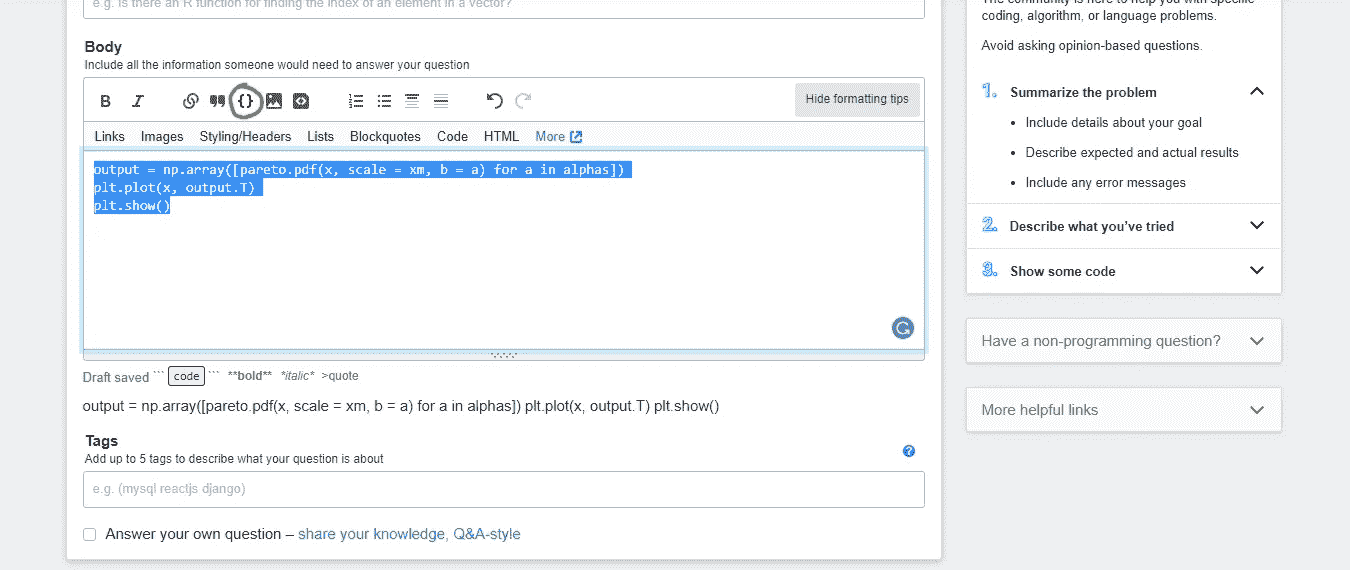 e.g. Is there an R function for finding the index of an element in a vector?
Body
Include all the information someone would need to answer your question
B I {} Hide formatting tips
Links Images Styling/Headers Lists Blockquotes Code HTML More
output = np.array([pareto.pdf(x, scale = xm, b = a) for a in alphas])
plt.plot(x, output.T)
plt.show()
Draft saved ``` code ``` **bold** *italic* >quote
output = np.array([pareto.pdf(x, scale = xm, b = a) for a in alphas]) plt.plot(x, output.T) plt.show()
Tags
Add up to 5 tags to describe what your question is about
?
e.g. (mysql reactjs django)
Answer your own question – share your knowledge, Q&A-style
The community is here to help you with specific
coding, algorithm, or language problems.
Avoid asking opinion-based questions.
1. Summarize the problem
Include details about your goal
Describe expected and actual results
Include any error messages
2. Describe what you’ve tried
3. Show some code
Have a non-programming question?
More helpful links